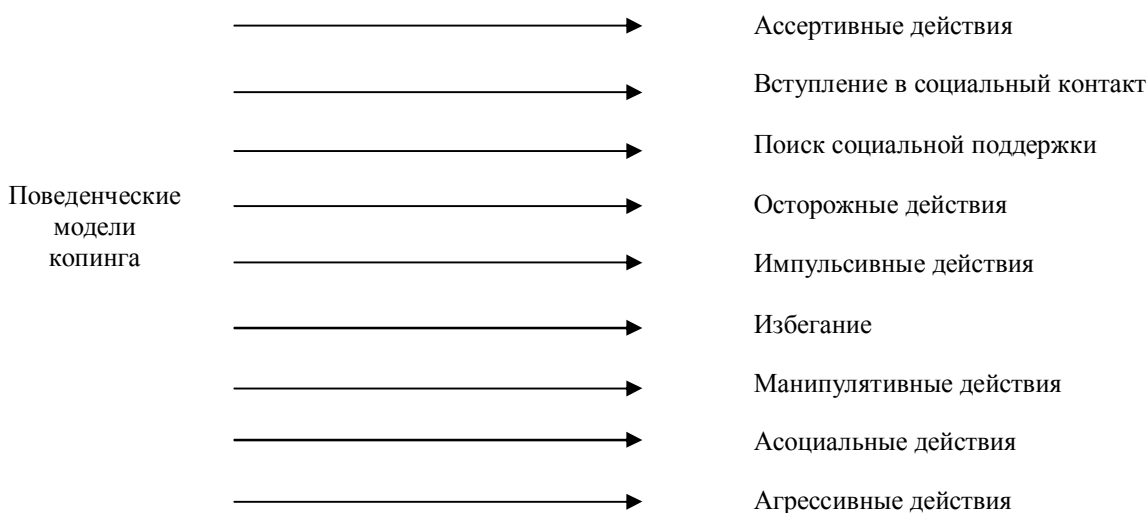 Поведенческие
модели
копинга
Ассертивные действия
Вступление в социальный контакт
Поиск социальной поддержки
Осторожные действия
Импульсивные действия
Избегание
Манипулятивные действия
Асоциальные действия
Агрессивные действия